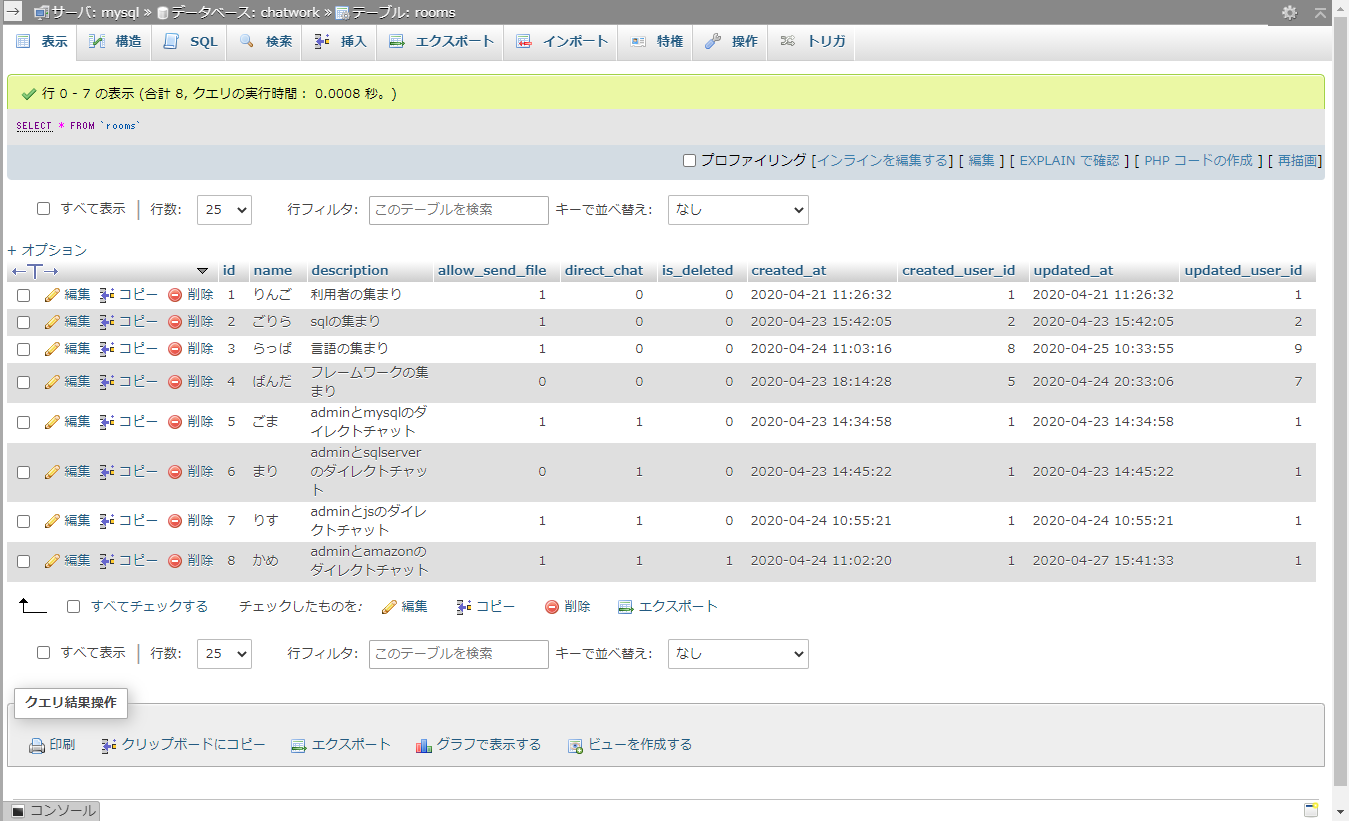 サーバ: mysql » データベース: chatwork » テーブル: rooms
表示 構造 SQL 検索 挿入 エクスポート インポート 特権 操作 トリガ
行 0 - 7 の表示 (合計 8, クエリの実行時間： 0.0008 秒。)
SELECT * FROM `rooms`
プロファイリング [インラインを編集する] [ 編集 ] [ EXPLAIN で確認 ] [ PHP コードの作成 ] [ 再描画]
すべて表示 | 行数: 25 行フィルタ: このテーブルを検索 キーで並べ替え: なし
+ オプション
←T→ id name description allow_send_file direct_chat is_deleted created_at created_user_id updated_at updated_user_id
編集 コピー 削除 1 りんご 利用者の集まり 1 0 0 2020-04-21 11:26:32 1 2020-04-21 11:26:32 1
編集 コピー 削除 2 ごりら sqlの集まり 1 0 0 2020-04-23 15:42:05 2 2020-04-23 15:42:05 2
編集 コピー 削除 3 らっぱ 言語の集まり 1 0 0 2020-04-24 11:03:16 8 2020-04-25 10:33:55 9
編集 コピー 削除 4 ぱんだ フレームワークの集
まり 0 0 0 2020-04-23 18:14:28 5 2020-04-24 20:33:06 7
編集 コピー 削除 5 ごま adminとmysqlのダ
イレクトチャット 1 1 0 2020-04-23 14:34:58 1 2020-04-23 14:34:58 1
編集 コピー 削除 6 まり adminとsqlserver
のダイレクトチャッ
ト 0 1 0 2020-04-23 14:45:22 1 2020-04-23 14:45:22 1
編集 コピー 削除 7 りす adminとjsのダイレ
クトチャット 1 1 0 2020-04-24 10:55:21 1 2020-04-24 10:55:21 1
編集 コピー 削除 8 かめ adminとamazonの
ダイレクトチャット 1 1 1 2020-04-24 11:02:20 1 2020-04-27 15:41:33 1
すべてチェックする チェックしたものを: 編集 コピー 削除 エクスポート
すべて表示 | 行数: 25 行フィルタ: このテーブルを検索 キーで並べ替え: なし
クエリ結果操作
印刷 クリップボードにコピー エクスポート グラフで表示する ビューを作成する
コンソール